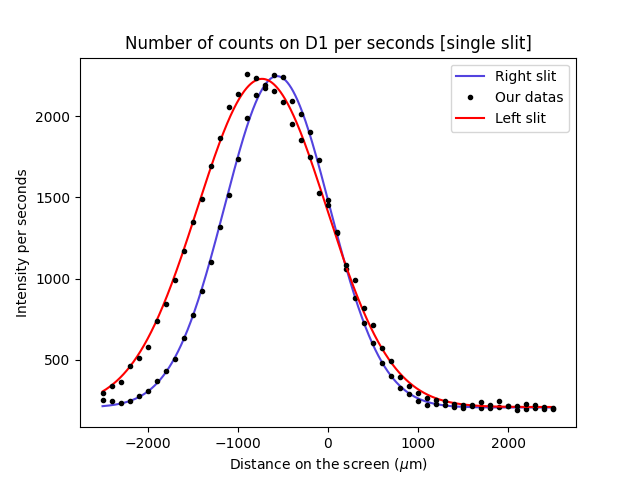 Number of counts on D1 per seconds [single slit]
Right slit
Our datas
Left slit
Intensity per seconds
2000
1500
1000
500
−2000 −1000 0 1000 2000
Distance on the screen (μm)